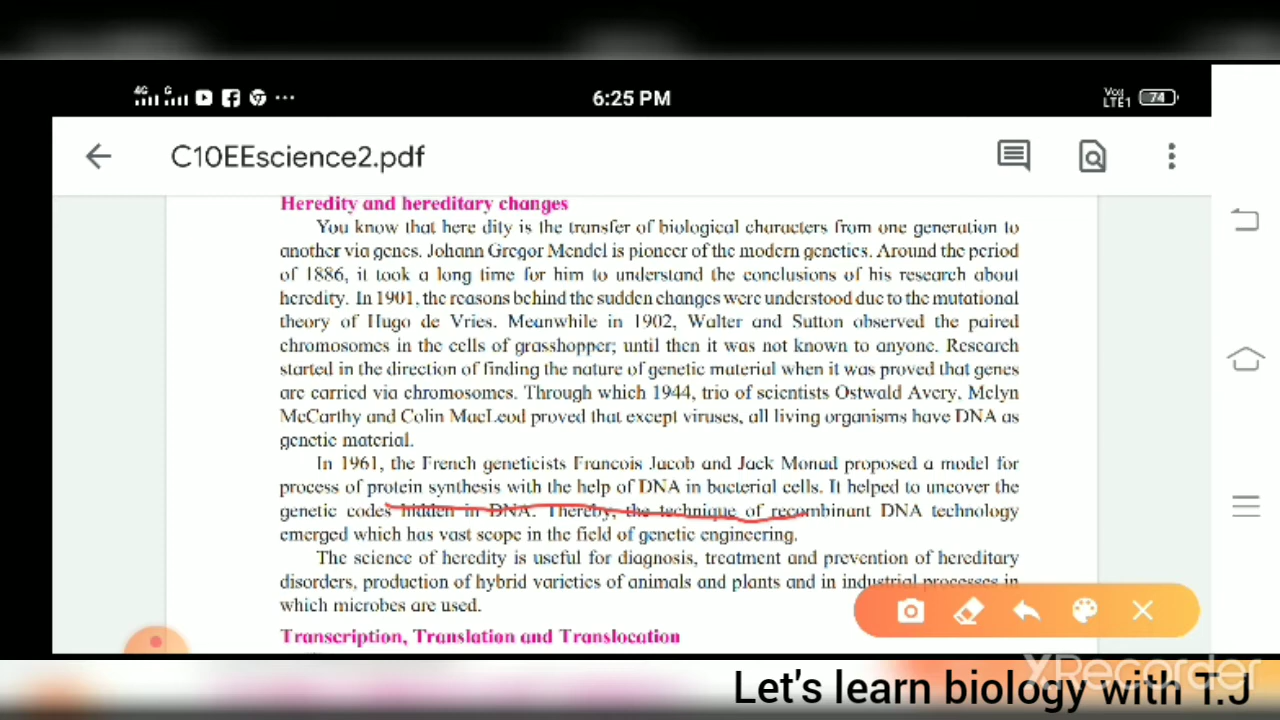 4G G
6:25 PM
Vo))
LTE1 74
C10EEscience2.pdf
Heredity and hereditary changes
You know that here dity is the transfer of biological characters from one generation to
another via genes. Johann Gregor Mendel is pioneer of the modern genetics. Around the period
of 1886, it took a long time for him to understand the conclusions of his research about
heredity. In 1901, the reasons behind the sudden changes were understood due to the mutational
theory of Hugo de Vries. Meanwhile in 1902, Walter and Sutton observed the paired
chromosomes in the cells of grasshopper; until then it was not known to anyone. Research
started in the direction of finding the nature of genetic material when it was proved that genes
are carried via chromosomes. Through which 1944, trio of scientists Ostwald Avery, Mclyn
McCarthy and Colin MacLeod proved that except viruses, all living organisms have DNA as
genetic material.
In 1961, the French geneticists Francois Jacob and Jack Monad proposed a model for
process of protein synthesis with the help of DNA in bacterial cells. It helped to uncover the
genetic codes hidden in DNA. Thereby, the technique of recombinant DNA technology
emerged which has vast scope in the field of genetic engineering.
The science of heredity is useful for diagnosis, treatment and prevention of hereditary
disorders, production of hybrid varieties of animals and plants and in industrial processes in
which microbes are used.
Transcription, Translation and Translocation
XRecorder
Let's learn biology with T.J